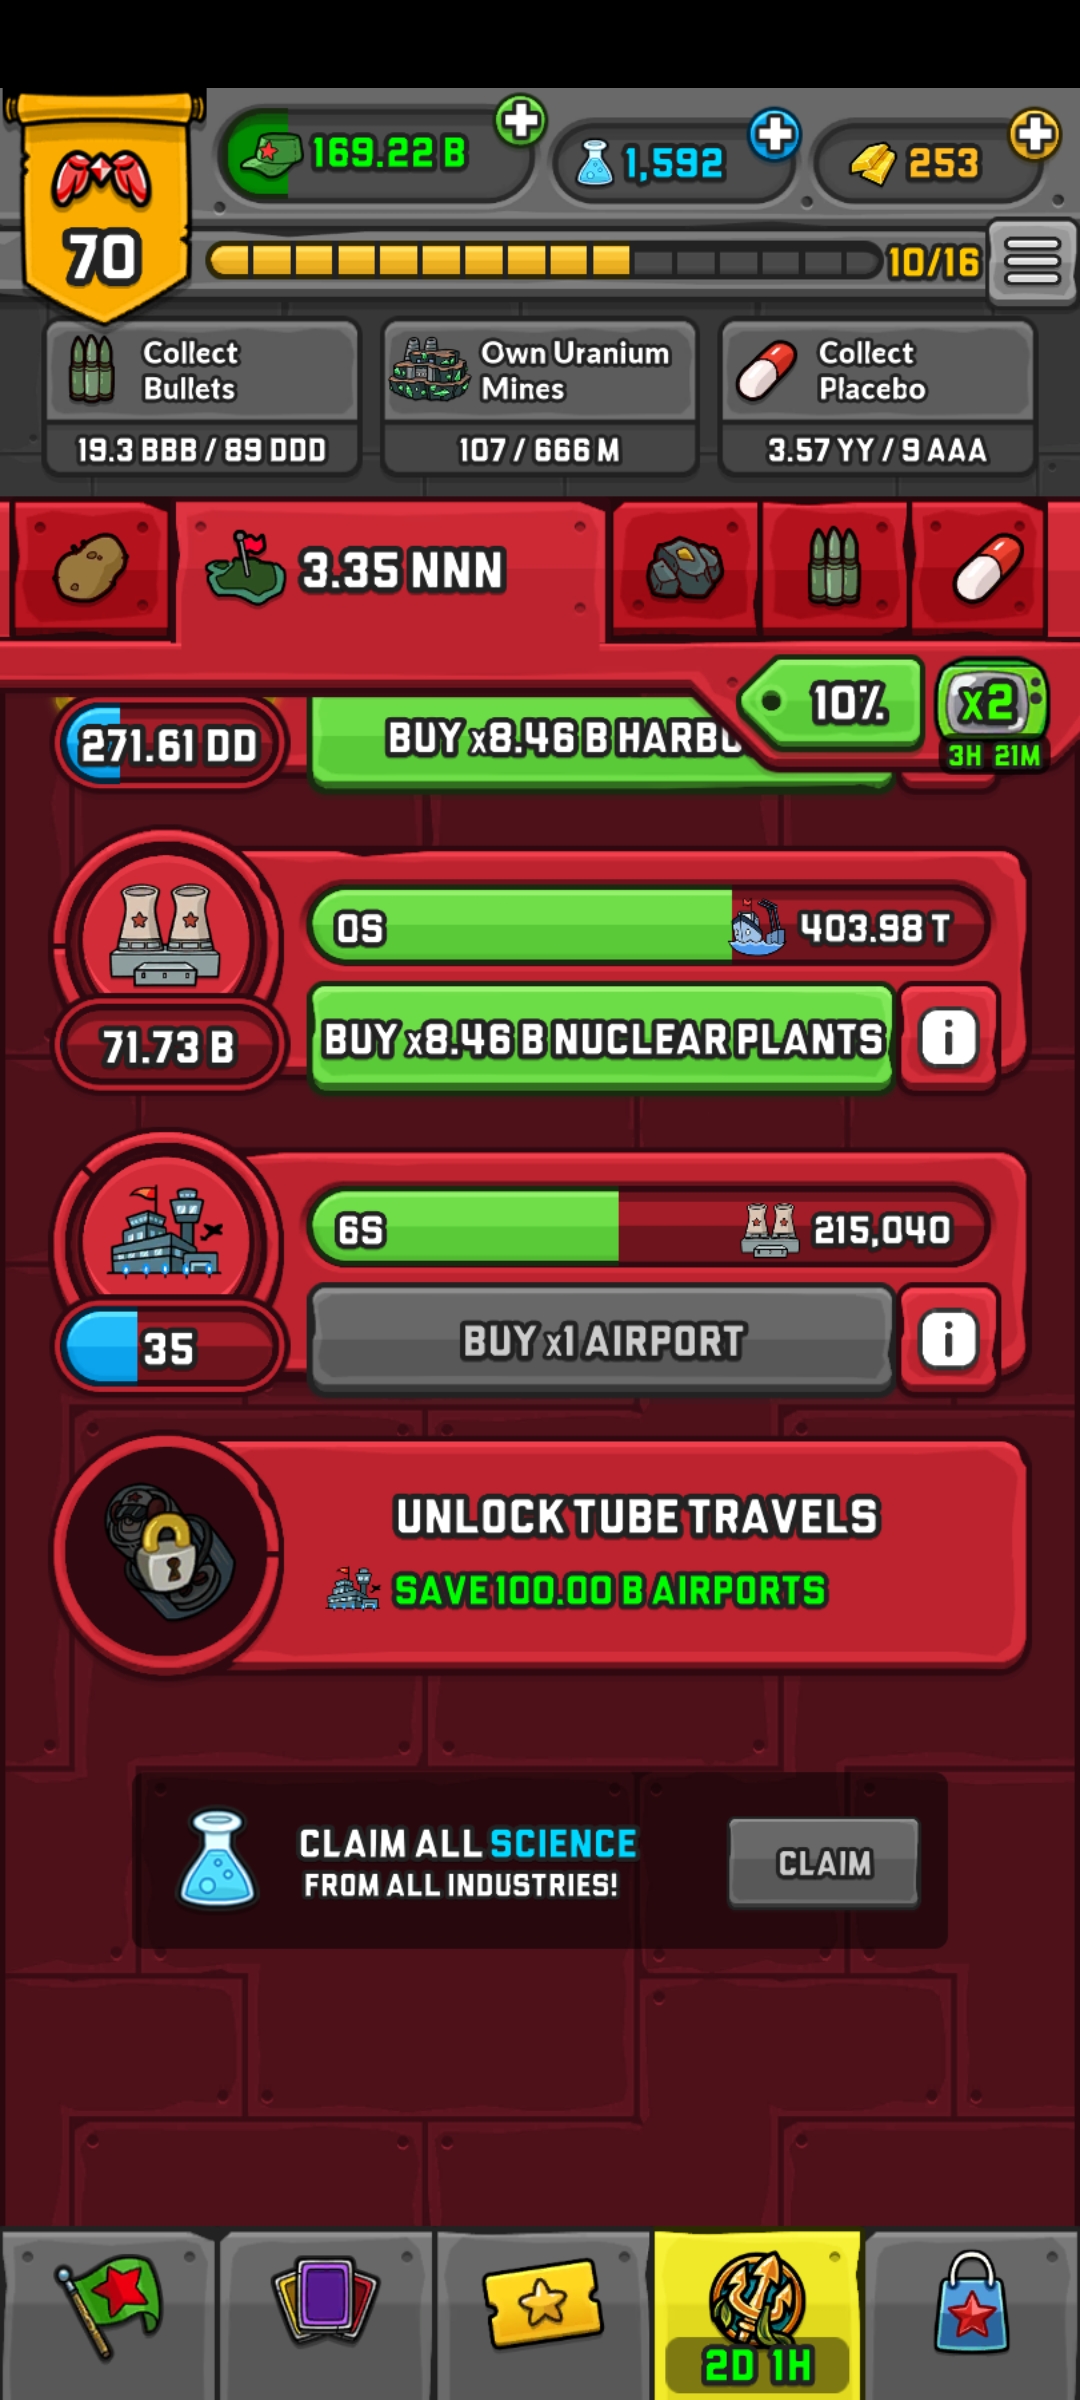 169.22 B
1,592
253
70
10/16
Collect
Bullets
19.3 BBB / 89 DDD
Own Uranium
Mines
107 / 666 M
Collect
Placebo
3.57 YY / 9 AAA
3.35 NNN
10%
x2
3H 21M
271.61 DD
BUY x8.46 B HARBO
0S
403.98 T
71.73 B
BUY x8.46 B NUCLEAR PLANTS
i
6S
215,040
35
BUY x1 AIRPORT
i
UNLOCK TUBE TRAVELS
SAVE 100.00 B AIRPORTS
CLAIM ALL SCIENCE
FROM ALL INDUSTRIES!
CLAIM
2D 1H